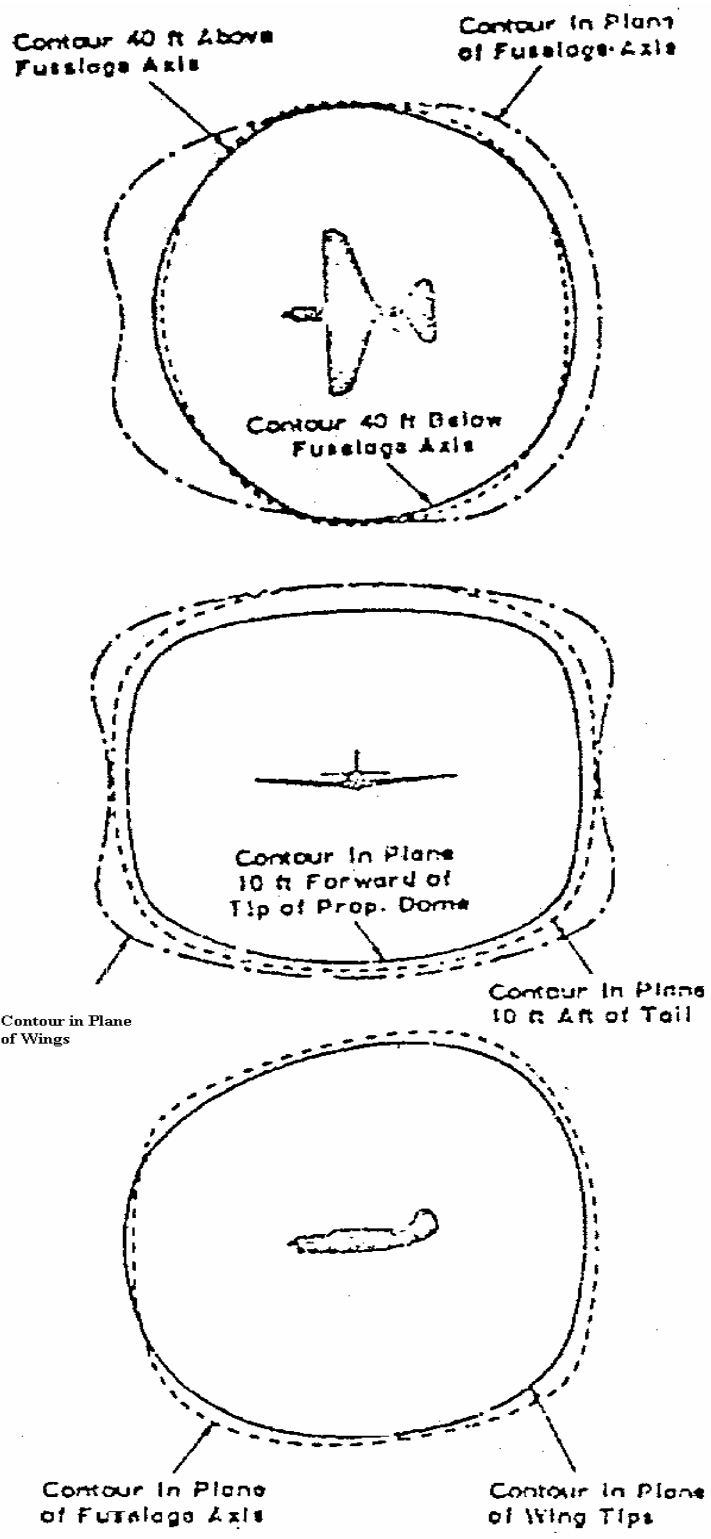 Contour 40 ft Above
Fuselage Axis
Contour In Plane
of Fuselage Axis
Contour 40 ft Below
Fuselage Axis
Contour In Plane
10 ft Forward of
Tip of Prop. Dome
Contour in Plane
of Wings
Contour In Plane
10 ft Aft of Tail
Contour In Plane
of Fuselage Axis
Contour In Plane
of Wing Tips